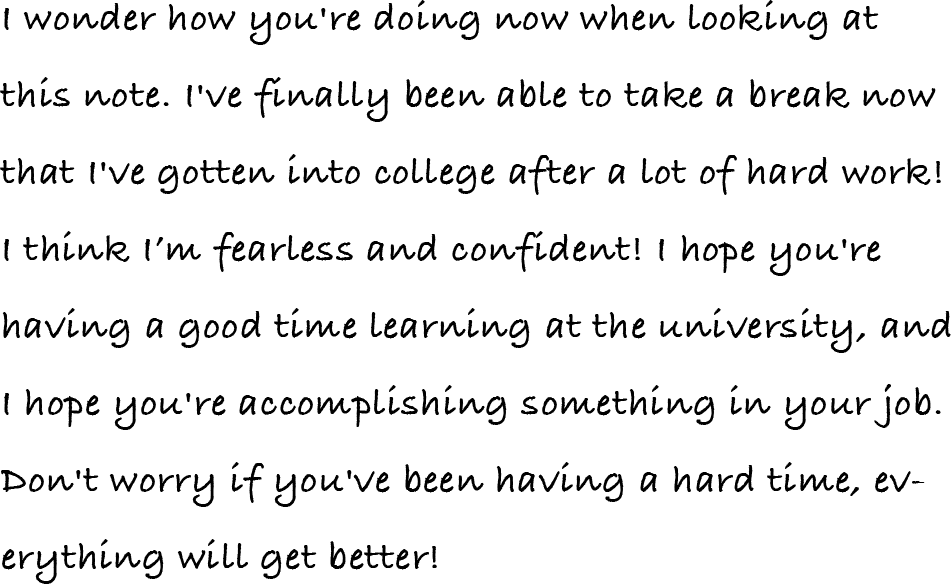 I wonder how you're doing now when looking at
this note. I've finally been able to take a break now
that I've gotten into college after a lot of hard work!
I think I’m fearless and confident! I hope you're
having a good time learning at the university, and
I hope you're accomplishing something in your job.
Don't worry if you've been having a hard time, ev-
erything will get better!